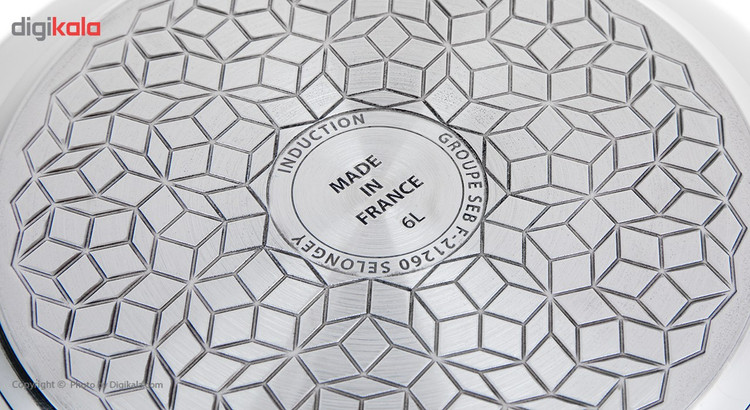 digikala
INDUCTION
GROUPE SEB F-21260 SELONGEY
MADE
IN
FRANCE
6L
Copyright © Photo by Digikala.com